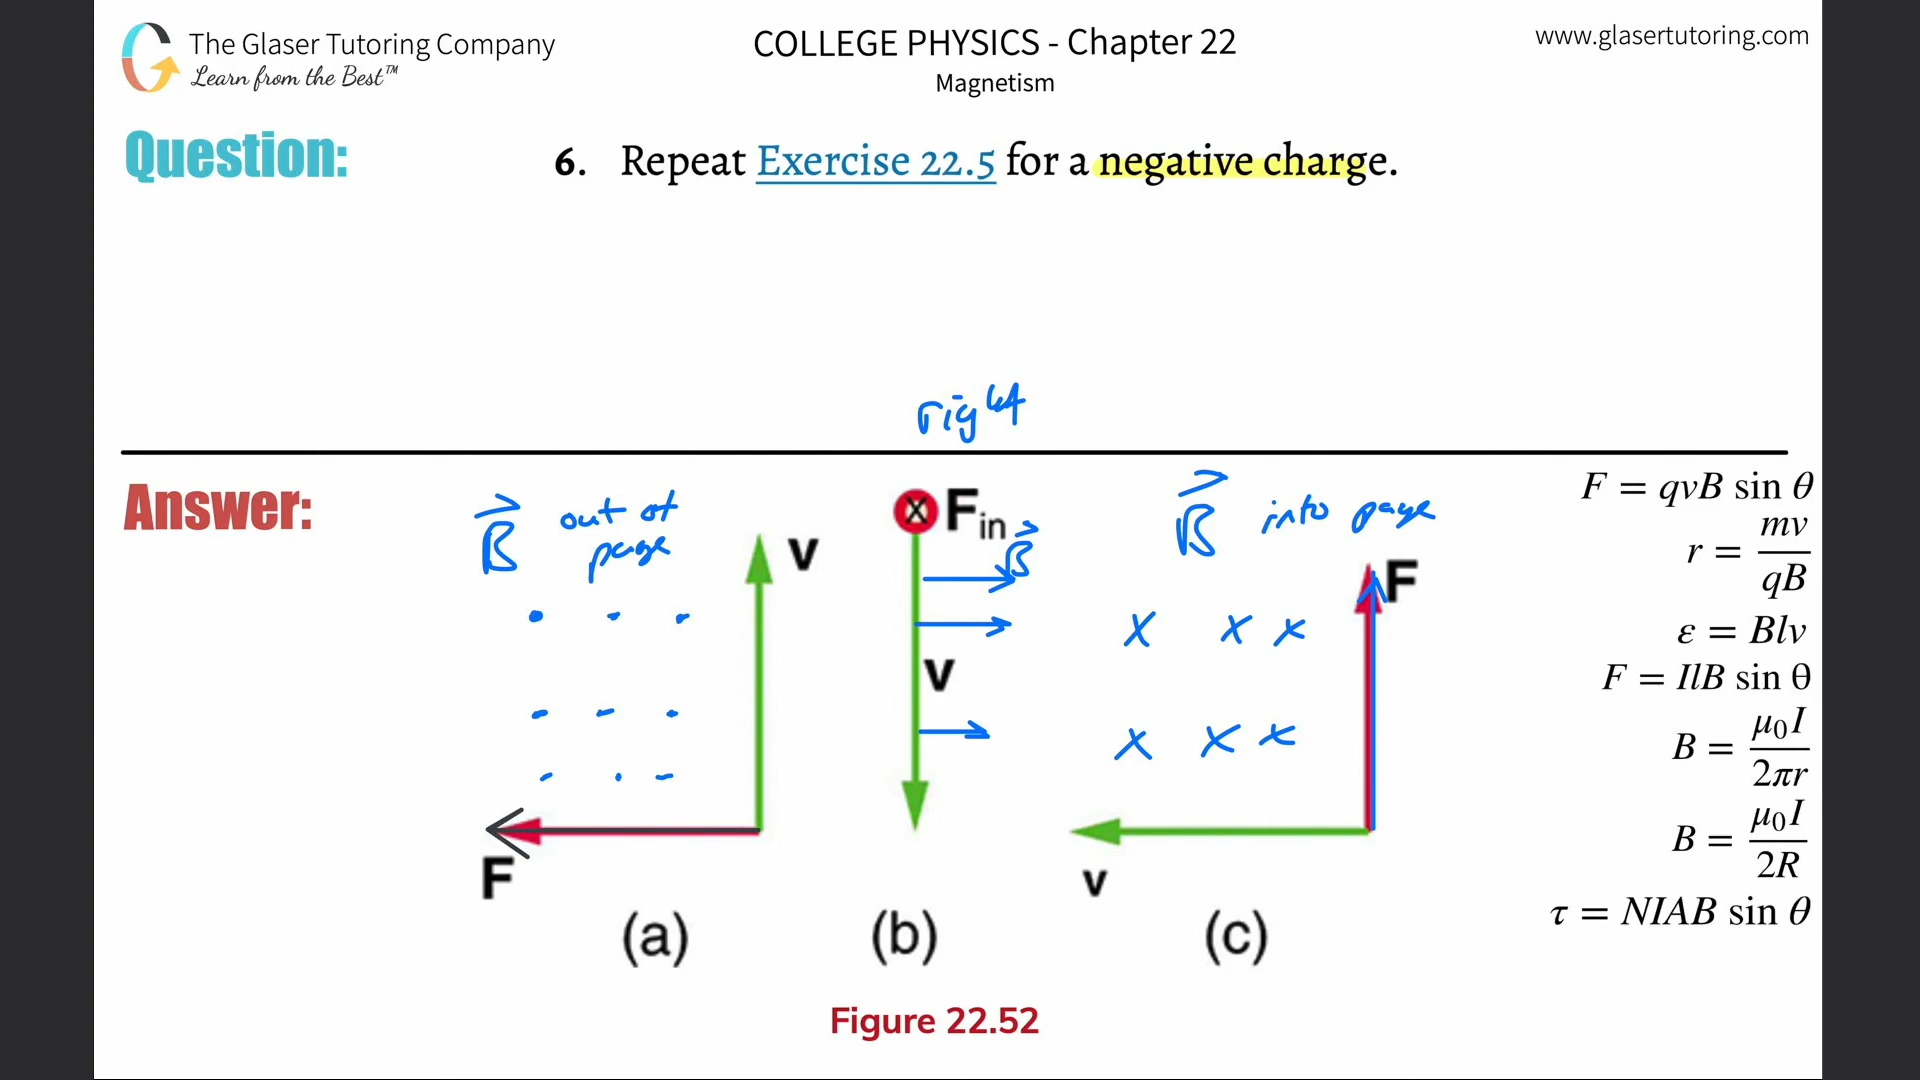 The Glaser Tutoring Company
Learn from the Best™
COLLEGE PHYSICS - Chapter 22
Magnetism
www.glasertutoring.com
Question:
6. Repeat Exercise 22.5 for a negative charge.
right
Answer:
B out of
page
v
F
(a)
F_in
B
v
(b)
B into page
F
x x x
x x x
v
(c)
Figure 22.52
F = qvB sin θ
r = mv/qB
ε = Blv
F = IlB sin θ
B = μ₀I/2πr
B = μ₀I/2R
τ = NIAB sin θ